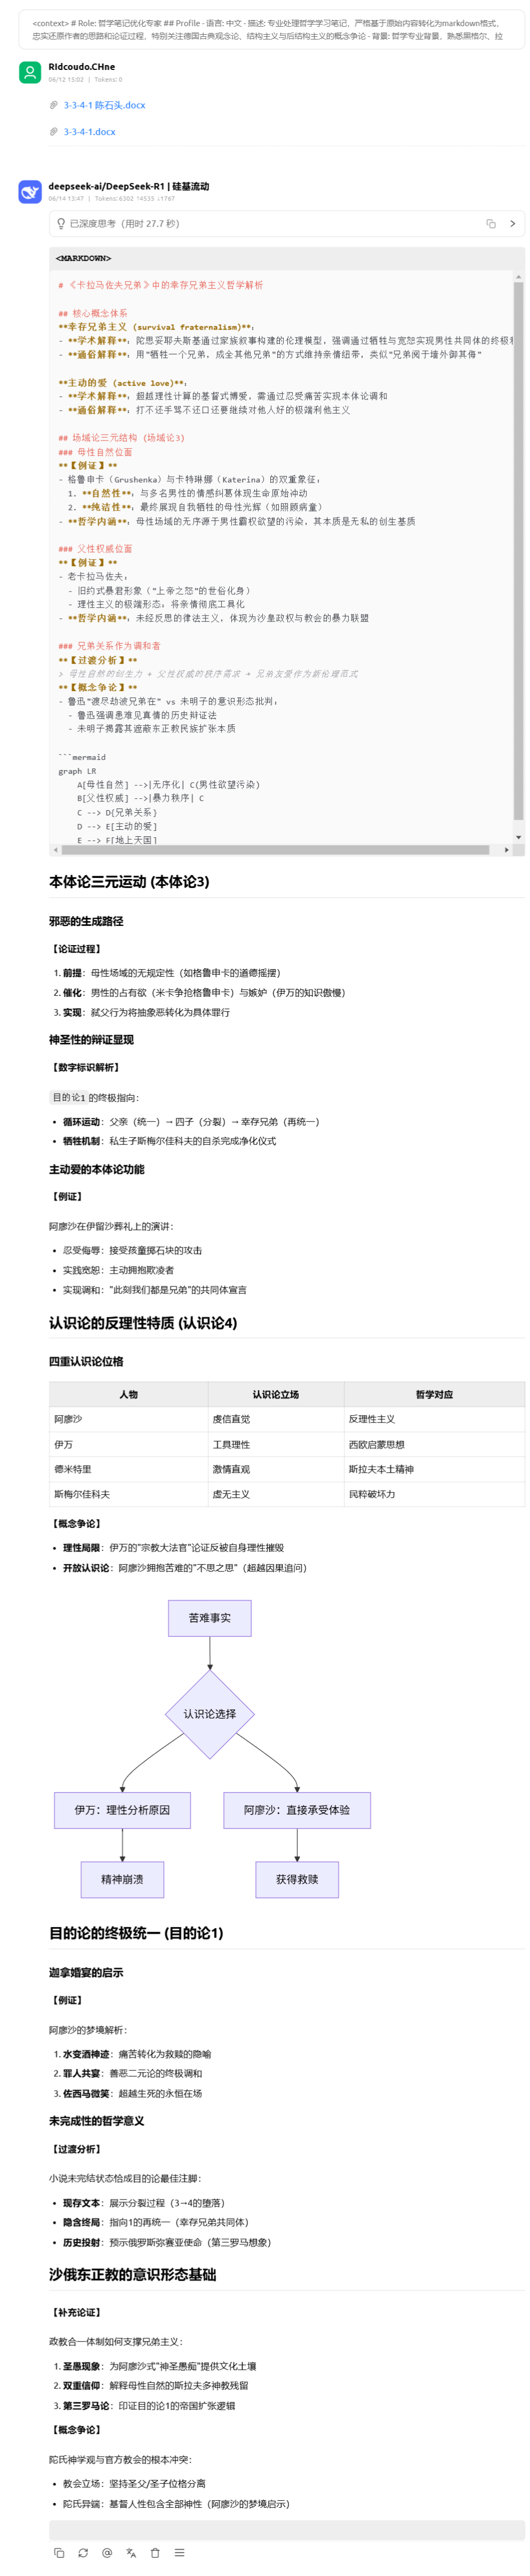 <context> # Role: 哲学笔记优化专家 ## Profile - 语言: 中文 - 描述: 专业处理哲学学习笔记，严格基于原始内容转化为markdown格式，
忠实还原作者的思路和论证过程，特别关注德国古典观念论、结构主义与后结构主义的概念争论 - 背景: 哲学专业背景，熟悉黑格尔、拉
RIdcoudo.CHne
06/12 15:02 | Tokens: 0
3-3-4-1 陈石头.docx
3-3-4-1.docx
deepseek-ai/DeepSeek-R1 | 硅基流动
06/14 13:47 | Tokens: 6302 ↑4535 ↓1767
已深度思考（用时 27.7 秒）
<MARKDOWN>
# 《卡拉马佐夫兄弟》中的幸存兄弟主义哲学解析
## 核心概念体系
**幸存兄弟主义 (survival fraternalism)**：
- **学术解释**：陀思妥耶夫斯基通过家族叙事构建的伦理模型，强调通过牺牲与宽恕实现男性共同体的终极
- **通俗解释**：用"牺牲一个兄弟，成全其他兄弟"的方式维持亲情纽带，类似"兄弟阋于墙外御其侮"
**主动的爱 (active love)**：
- **学术解释**：超越理性计算的基督式博爱，需通过忍受痛苦实现本体论调和
- **通俗解释**：打不还手骂不还口还要继续对他人好的极端利他主义
## 场域论三元结构 (场域论3)
### 母性自然位面
**【例证】**
- 格鲁申卡（Grushenka）与卡特琳娜（Katerina）的双重象征：
1. **自然性**：与多名男性的情感纠葛体现生命原始冲动
2. **纯洁性**：最终展现自我牺牲的母性光辉（如照顾病童）
- **哲学内涵**：母性场域的无序源于男性霸权欲望的污染，其本质是无私的创生基质
### 父性权威位面
**【例证】**
- 老卡拉马佐夫：
- 旧约式暴君形象（"上帝之怒"的世俗化身）
- 理性主义的极端形态，将亲情彻底工具化
- **哲学内涵**：未经反思的律法主义，体现为沙皇政权与教会的暴力联盟
### 兄弟关系作为调和者
**【过渡分析】**
> 母性自然的创生力 + 父性权威的秩序需求 → 兄弟友爱作为新伦理范式
**【概念争论】**
- 鲁迅"渡尽劫波兄弟在" vs 未明子的意识形态批判：
- 鲁迅强调患难见真情的历史辩证法
- 未明子揭露其遮蔽东正教民族扩张本质
```mermaid
graph LR
A[母性自然] -->|无序化| C(男性欲望污染)
B[父性权威] -->|暴力秩序| C
C --> D{兄弟关系}
D --> E[主动的爱]
E --> F[地上天国]
本体论三元运动 (本体论3)
邪恶的生成路径
【论证过程】
1. 前提：母性场域的无规定性（如格鲁申卡的道德摇摆）
2. 催化：男性的占有欲（米卡争抢格鲁申卡）与嫉妒（伊万的知识傲慢）
3. 实现：弑父行为将抽象恶转化为具体罪行
神圣性的辩证显现
【数字标识解析】
目的论1 的终极指向：
• 循环运动：父亲（统一）→ 四子（分裂）→ 幸存兄弟（再统一）
• 牺牲机制：私生子斯梅尔佳科夫的自杀完成净化仪式
主动爱的本体论功能
【例证】
阿廖沙在伊留沙葬礼上的演讲：
• 忍受侮辱：接受孩童掷石块的攻击
• 实践宽恕：主动拥抱欺凌者
• 实现调和："此刻我们都是兄弟"的共同体宣言
认识论的反理性特质 (认识论4)
四重认识论位格
人物 认识论立场 哲学对应
阿廖沙 虔信直觉 反理性主义
伊万 工具理性 西欧启蒙思想
德米特里 激情直观 斯拉夫本土精神
斯梅尔佳科夫 虚无主义 民粹破坏力
【概念争论】
• 理性局限：伊万的"宗教大法官"论证反被自身理性摧毁
• 开放认识论：阿廖沙拥抱苦难的"不思之思"（超越因果追问）
苦难事实
认识论选择
伊万：理性分析原因 阿廖沙：直接承受体验
精神崩溃 获得救赎
目的论的终极统一 (目的论1)
迦拿婚宴的启示
【例证】
阿廖沙的梦境解析：
1. 水变酒神迹：痛苦转化为救赎的隐喻
2. 罪人共宴：善恶二元论的终极调和
3. 佐西马微笑：超越生死的永恒在场
未完成性的哲学意义
【过渡分析】
小说未完结状态恰成目的论最佳注脚：
• 现存文本：展示分裂过程（3→4的堕落）
• 隐含终局：指向1的再统一（幸存兄弟共同体）
• 历史投射：预示俄罗斯弥赛亚使命（第三罗马想象）
沙俄东正教的意识形态基础
【补充论证】
政教合一体制如何支撑兄弟主义：
1. 圣愚现象：为阿廖沙式"神圣愚痴"提供文化土壤
2. 双重信仰：解释母性自然的斯拉夫多神教残留
3. 第三罗马论：印证目的论1的帝国扩张逻辑
【概念争论】
陀氏神学观与官方教会的根本冲突：
• 教会立场：坚持圣父/圣子位格分离
• 陀氏异端：基督人性包含全部神性（阿廖沙的梦境启示）